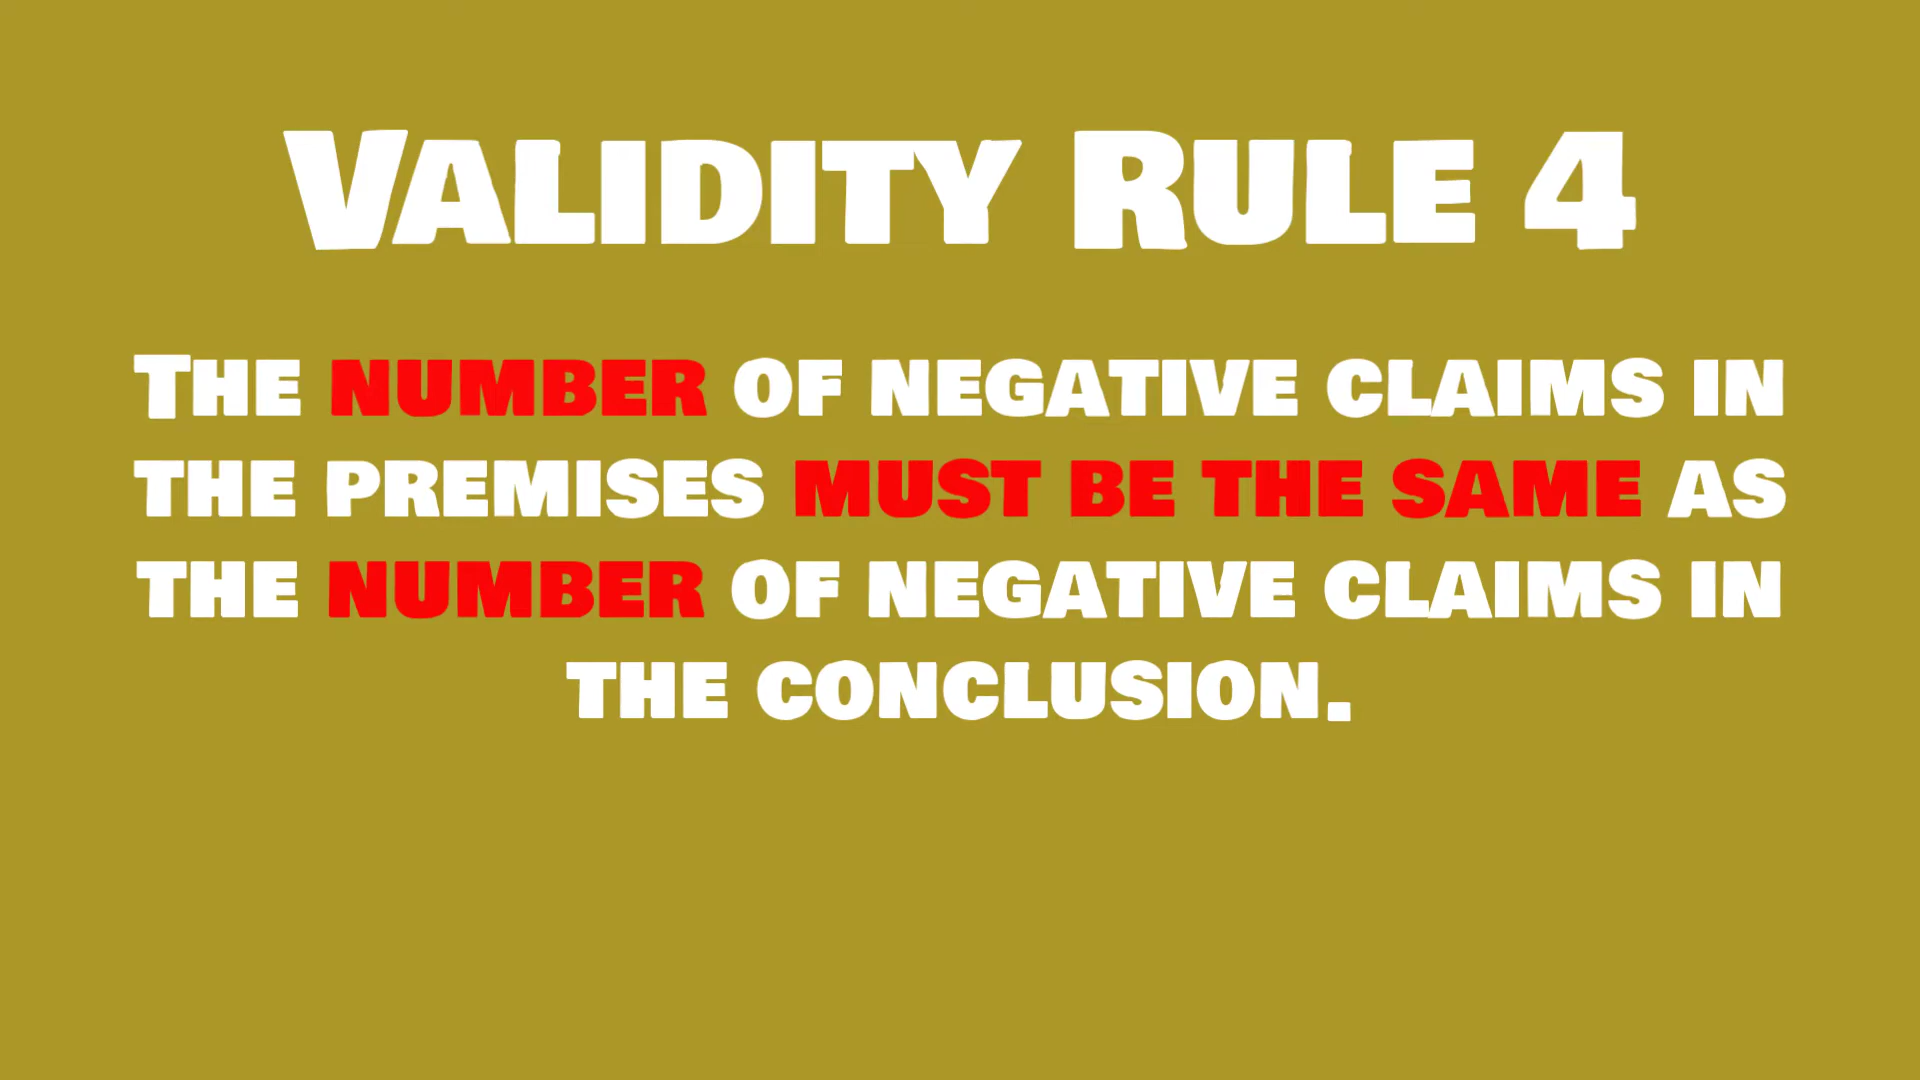 Validity Rule 4
The number of negative claims in
the premises must be the same as
the number of negative claims in
the conclusion.